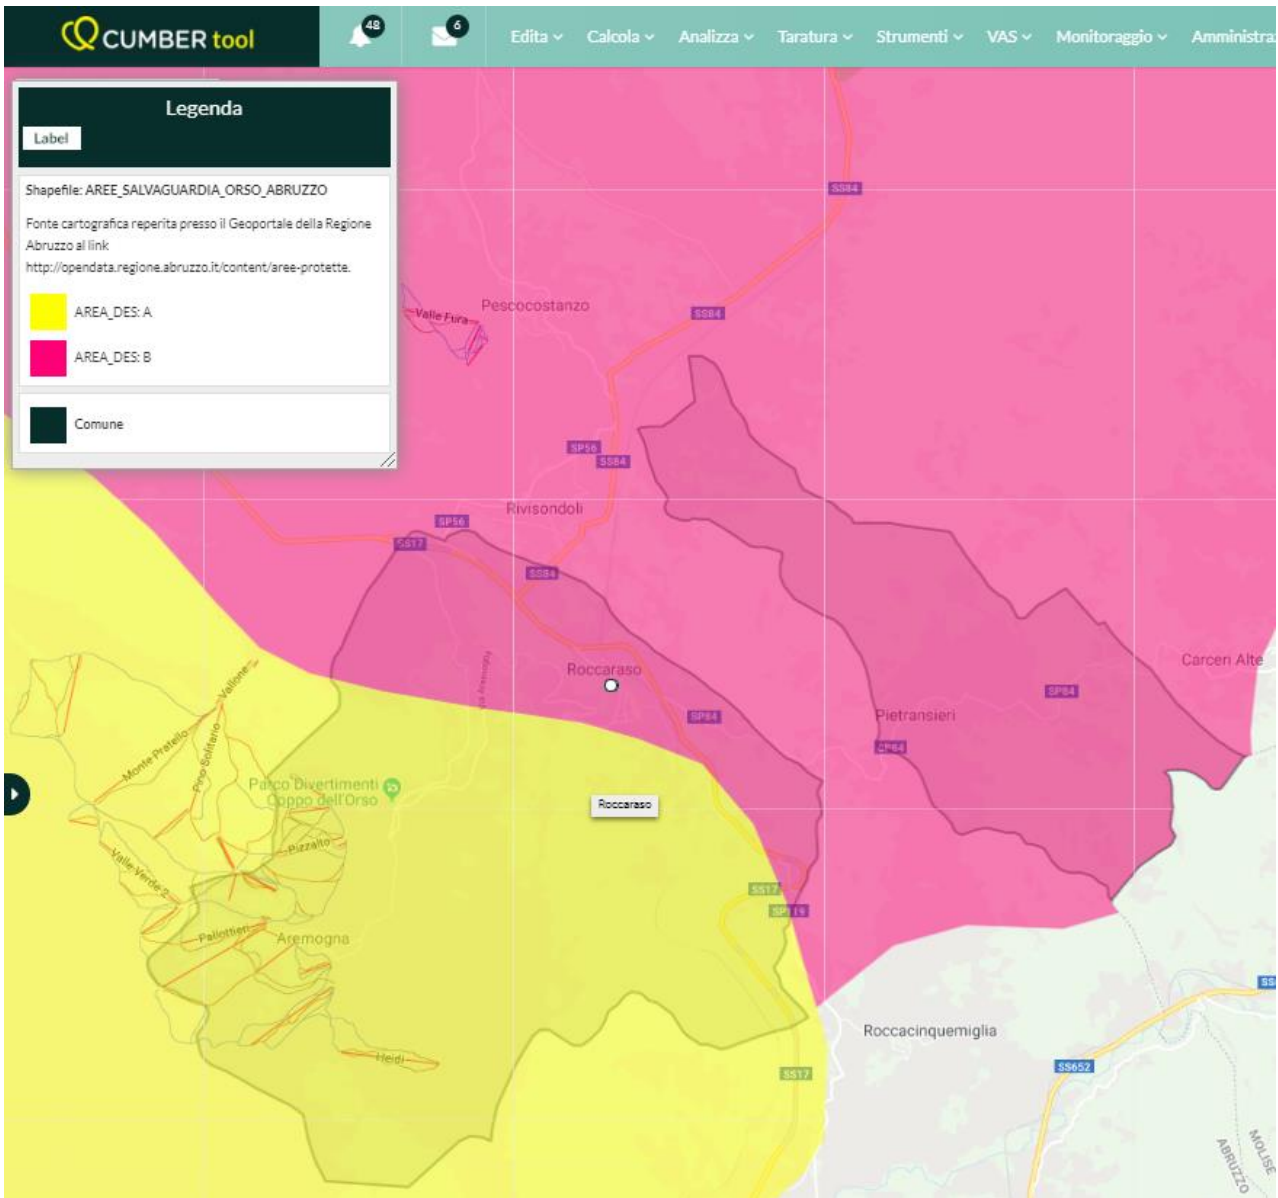 CUMBER tool
48
6
Edita
Calcola
Analizza
Taratura
Strumenti
VAS
Monitoraggio
Amministra
Legenda
Label
Shapefile: AREE_SALVAGUARDIA_ORSO_ABRUZZO
Fonte cartografica reperita presso il Geoportale della Regione
Abruzzo al link
http://opendata.regione.abruzzo.it/content/aree-protette.
AREA_DES: A
AREA_DES: B
Comune
SS84
Pescocostanzo
Valle Fura
SS84
SP56
SS84
Rivisondoli
SP56
SS17
SS84
Roccaraso
Carceri Alte
SP84
Pietransieri
SP84
SP84
Vallone
Monte Pratello
Pino Solitario
Via Aremogna
Parco Divertimenti
Coppo dell'Orso
Roccaraso
Pizzalto
Valle Verde 2
SS17
SP119
Pallottieri
Aremogna
Heidi
Roccacinquemiglia
SS17
SS652
ABRUZZO
MOLISE